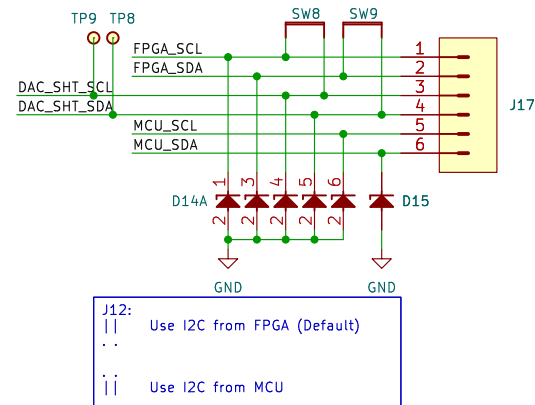 TP9 TP8 SW8 SW9
FPGA_SCL 1
FPGA_SDA 2
DAC_SHT_SCL 3
DAC_SHT_SDA 4
J17
MCU_SCL 5
MCU_SDA 6
1 3 4 5 6
D14A D15
2 2 2 2 2
GND GND
J12:
|| Use I2C from FPGA (Default)
. .
. .
|| Use I2C from MCU